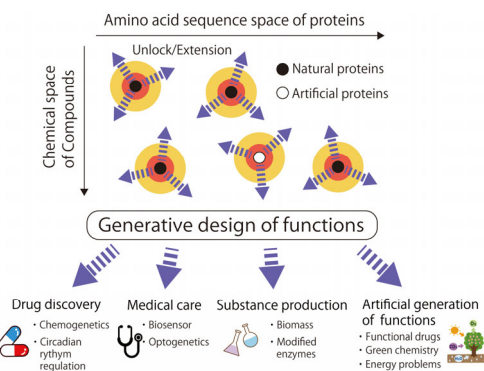 Amino acid sequence space of proteins
Unlock/Extension
Chemical space
of Compounds
Natural proteins
Artificial proteins
Generative design of functions
Drug discovery
・Chemogenetics
・Circadian
rythym
regulation
Medical care
・Biosensor
・Optogenetics
Substance production
・Biomass
・Modified
enzymes
Artificial generation
of functions
・Functional drugs
・Green chemistry
・Energy problems